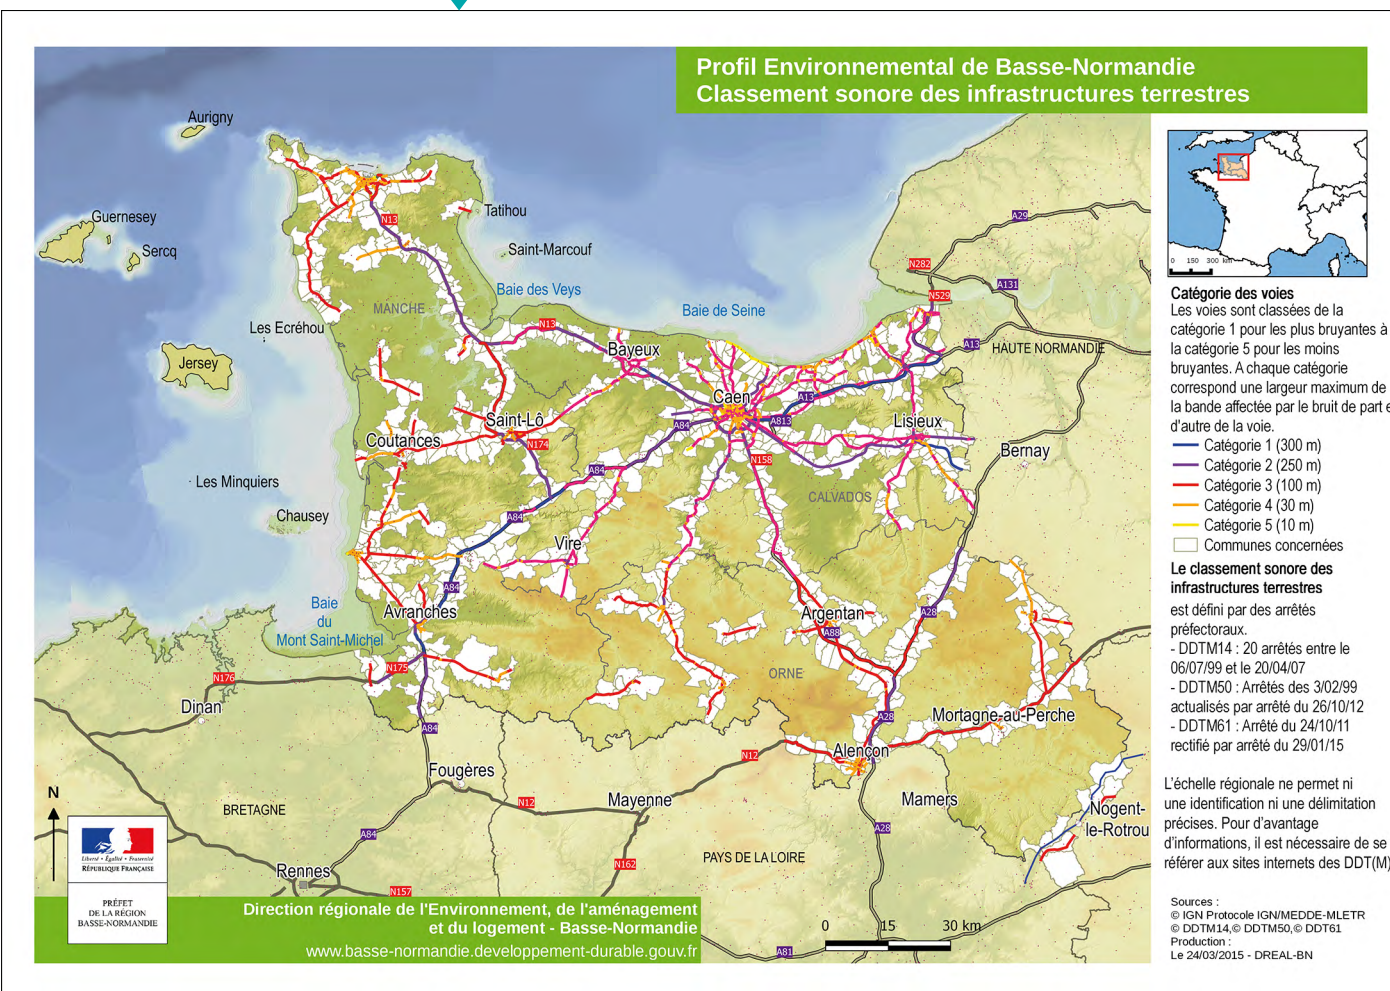 Profil Environnemental de Basse-Normandie
Classement sonore des infrastructures terrestres
Aurigny
Guernesey
Sercq
Tatihou
Saint-Marcouf
N13
A29
N282
A131
N529
Baie des Veys
Baie de Seine
MANCHE
Les Ecréhou
N13
A13
HAUTE NORMANDIE
Jersey
Bayeux
Caen
A13
A813
Saint-Lô
Lisieux
A84
Coutances
N174
Bernay
N158
A84
Les Minquiers
CALVADOS
Chausey
A84
Vire
A84
Baie
du
Mont Saint-Michel
Avranches
Argentan
A28
A88
N175
ORNE
N176
Dinan
A84
A28
Mortagne-au-Perche
Alençon
N12
Fougères
N12
Mayenne
Mamers
Nogent-
le-Rotrou
BRETAGNE
A84
A28
PAYS DE LA LOIRE
N162
Rennes
N157
A81
0 15 30 km
N
Liberté • Égalité • Fraternité
RÉPUBLIQUE FRANÇAISE
PRÉFET
DE LA RÉGION
BASSE-NORMANDIE
Direction régionale de l'Environnement, de l'aménagement
et du logement - Basse-Normandie
www.basse-normandie.developpement-durable.gouv.fr
0 150 300 km
Catégorie des voies
Les voies sont classées de la
catégorie 1 pour les plus bruyantes à
la catégorie 5 pour les moins
bruyantes. A chaque catégorie
correspond une largeur maximum de
la bande affectée par le bruit de part e
d'autre de la voie.
Catégorie 1 (300 m)
Catégorie 2 (250 m)
Catégorie 3 (100 m)
Catégorie 4 (30 m)
Catégorie 5 (10 m)
Communes concernées
Le classement sonore des
infrastructures terrestres
est défini par des arrêtés
préfectoraux.
- DDTM14 : 20 arrêtés entre le
06/07/99 et le 20/04/07
- DDTM50 : Arrêtés des 3/02/99
actualisés par arrêté du 26/10/12
- DDTM61 : Arrêté du 24/10/11
rectifié par arrêté du 29/01/15
L'échelle régionale ne permet ni
une identification ni une délimitation
précises. Pour d'avantage
d'informations, il est nécessaire de se
référer aux sites internets des DDT(M)
Sources :
© IGN Protocole IGN/MEDDE-MLETR
© DDTM14,© DDTM50,© DDT61
Production :
Le 24/03/2015 - DREAL-BN